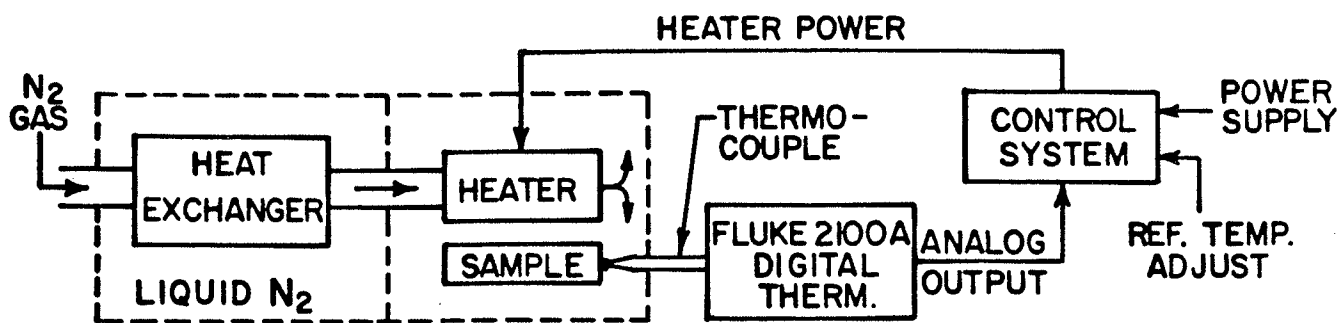 HEATER POWER
N2
GAS
HEAT
EXCHANGER
LIQUID N2
HEATER
SAMPLE
THERMO-
COUPLE
FLUKE 2100A
DIGITAL
THERM.
ANALOG
OUTPUT
CONTROL
SYSTEM
POWER
SUPPLY
REF. TEMP.
ADJUST